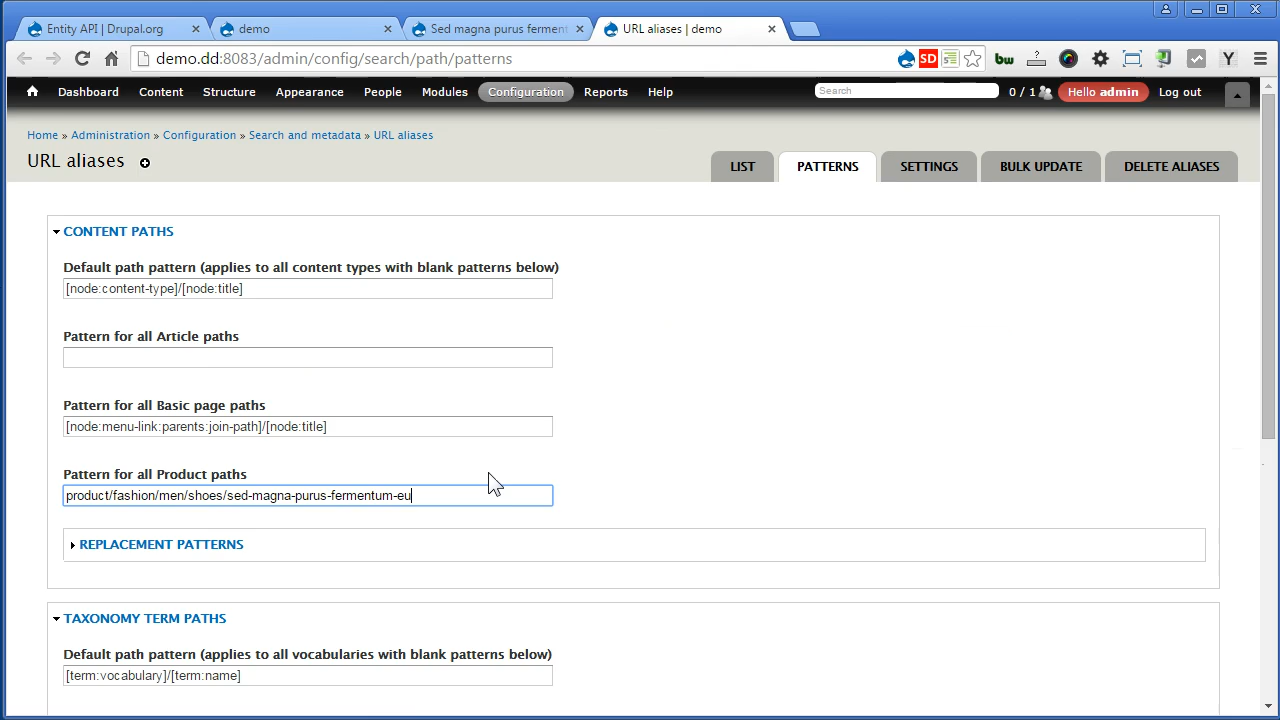 Entity API | Drupal.org
demo
Sed magna purus ferment
URL aliases | demo
demo.dd:8083/admin/config/search/path/patterns
SD
bw
Y
Dashboard Content Structure Appearance People Modules Configuration Reports Help
Search
0 / 1
Hello admin
Log out
Home » Administration » Configuration » Search and metadata » URL aliases
URL aliases
LIST PATTERNS SETTINGS BULK UPDATE DELETE ALIASES
CONTENT PATHS
Default path pattern (applies to all content types with blank patterns below)
[node:content-type]/[node:title]
Pattern for all Article paths
Pattern for all Basic page paths
[node:menu-link:parents:join-path]/[node:title]
Pattern for all Product paths
product/fashion/men/shoes/sed-magna-purus-fermentum-eu
REPLACEMENT PATTERNS
TAXONOMY TERM PATHS
Default path pattern (applies to all vocabularies with blank patterns below)
[term:vocabulary]/[term:name]